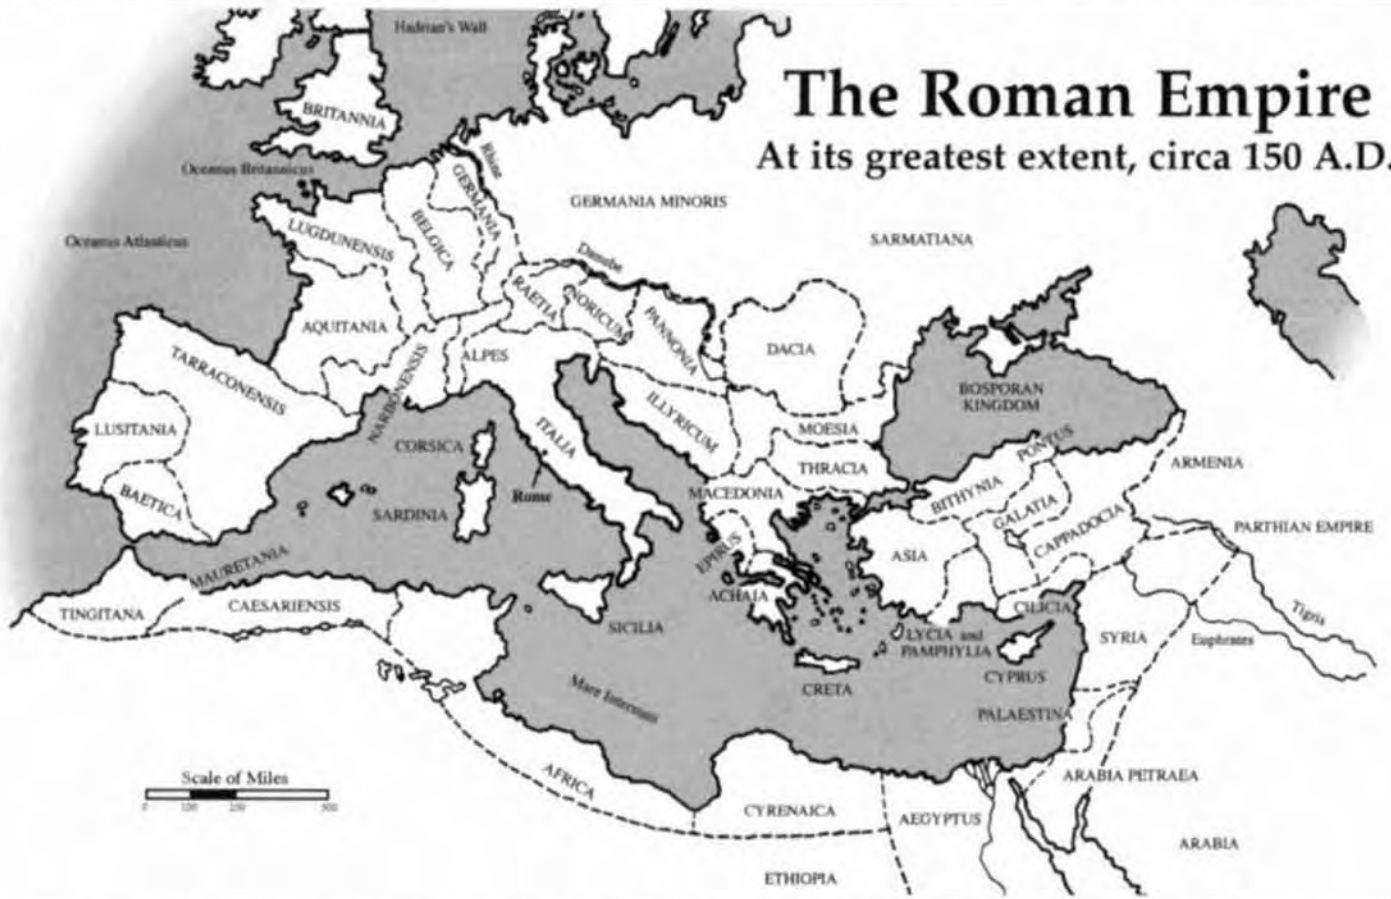 The Roman Empire
At its greatest extent, circa 150 A.D.
Hadrian's Wall
BRITANNIA
Oceanus Britannicus
Rhine
GERMANIA
GERMANIA MINORIS
SARMATIANA
Oceanus Atlanticus
LUGDUNENSIS
BELGICA
Danube
RAETIA
NORICUM
PANNONIA
AQUITANIA
ALPES
DACIA
TARRACONENSIS
NARBONENSIS
BOSPORAN
KINGDOM
LUSITANIA
CORSICA
ITALIA
ILLYRICUM
MOESIA
PONTUS
THRACIA
ARMENIA
BAETICA
SARDINIA
Rome
MACEDONIA
BITHYNIA
GALATIA
CAPPADOCIA
PARTHIAN EMPIRE
MAURETANIA
EPIRUS
ASIA
TINGITANA
CAESARIENSIS
ACHAIA
CILICIA
Tigris
SICILIA
LYCIA and
PAMPHYLIA
SYRIA
Euphrates
CRETA
CYPRUS
Mare Internum
PALAESTINA
Scale of Miles
0 100 250 500
AFRICA
ARABIA PETRAEA
CYRENAICA
AEGYPTUS
ARABIA
ETHIOPIA